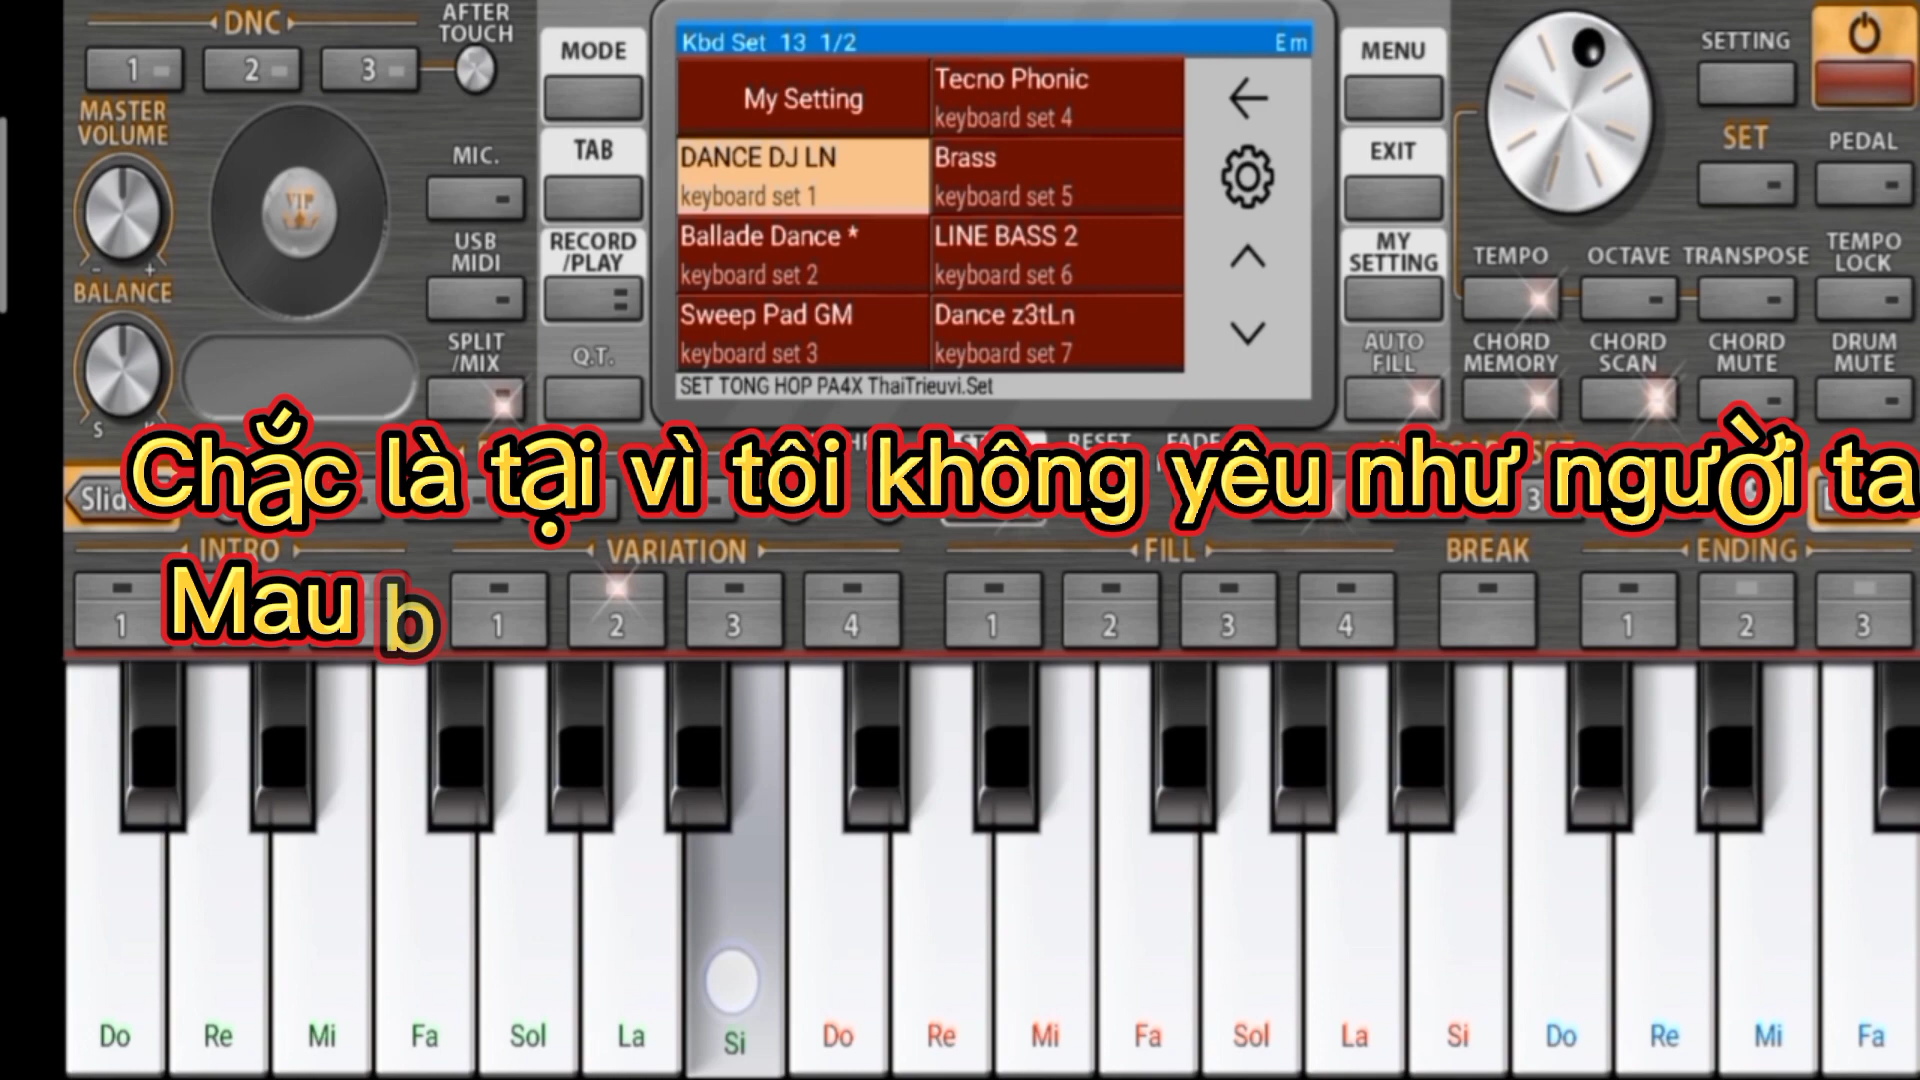 DNC
AFTER
TOUCH
1 2 3
MASTER
VOLUME
- +
BALANCE
S
VIP
MIC.
USB
MIDI
SPLIT
/MIX
MODE
TAB
RECORD
/PLAY
Q.T.
Kbd Set 13 1/2 Em
My Setting
Tecno Phonic
keyboard set 4
DANCE DJ LN
keyboard set 1
Brass
keyboard set 5
Ballade Dance *
keyboard set 2
LINE BASS 2
keyboard set 6
Sweep Pad GM
keyboard set 3
Dance z3tLn
keyboard set 7
SET TONG HOP PA4X ThaiTrieuvi.Set
MENU
EXIT
MY
SETTING
AUTO
FILL
SETTING
SET
PEDAL
TEMPO
OCTAVE
TRANSPOSE
TEMPO
LOCK
CHORD
MEMORY
CHORD
SCAN
CHORD
MUTE
DRUM
MUTE
RESET
FADE
Chắc là tại vì tôi không yêu như người ta
Mau b
3
INTRO
VARIATION
FILL
BREAK
ENDING
1 1 2 3 4 1 2 3 4 1 2 3
Do Re Mi Fa Sol La Si Do Re Mi Fa Sol La Si Do Re Mi Fa